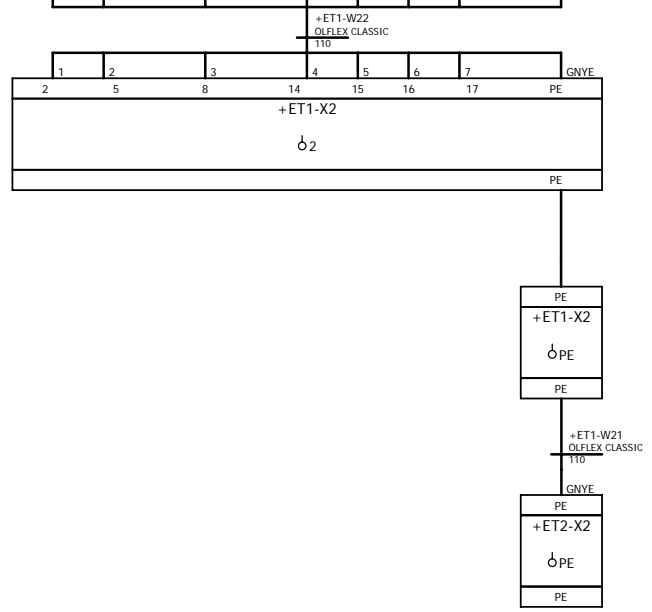 +ET1-W22
ÖLFLEX CLASSIC
110
1 2 3 4 5 6 7 GNYE
2 5 8 14 15 16 17 PE
+ET1-X2
2
PE
PE
+ET1-X2
PE
PE
+ET1-W21
ÖLFLEX CLASSIC
110
GNYE
PE
+ET2-X2
PE
PE